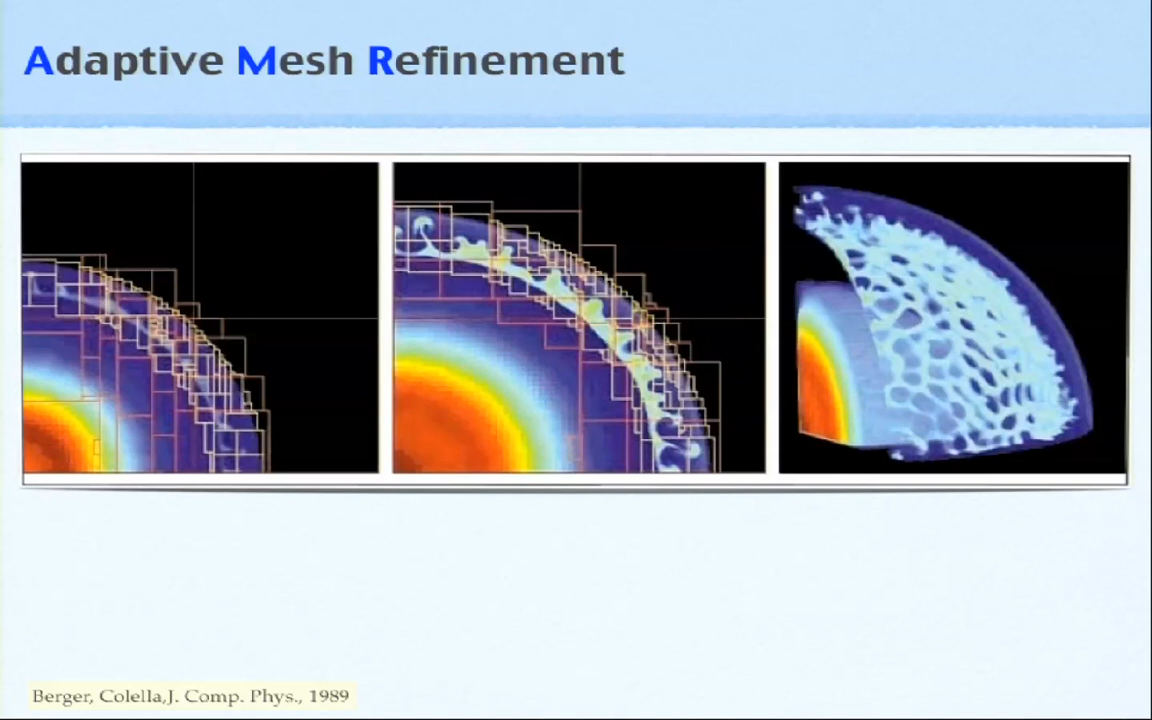 Adaptive Mesh Refinement
Berger, Colella,J. Comp. Phys., 1989